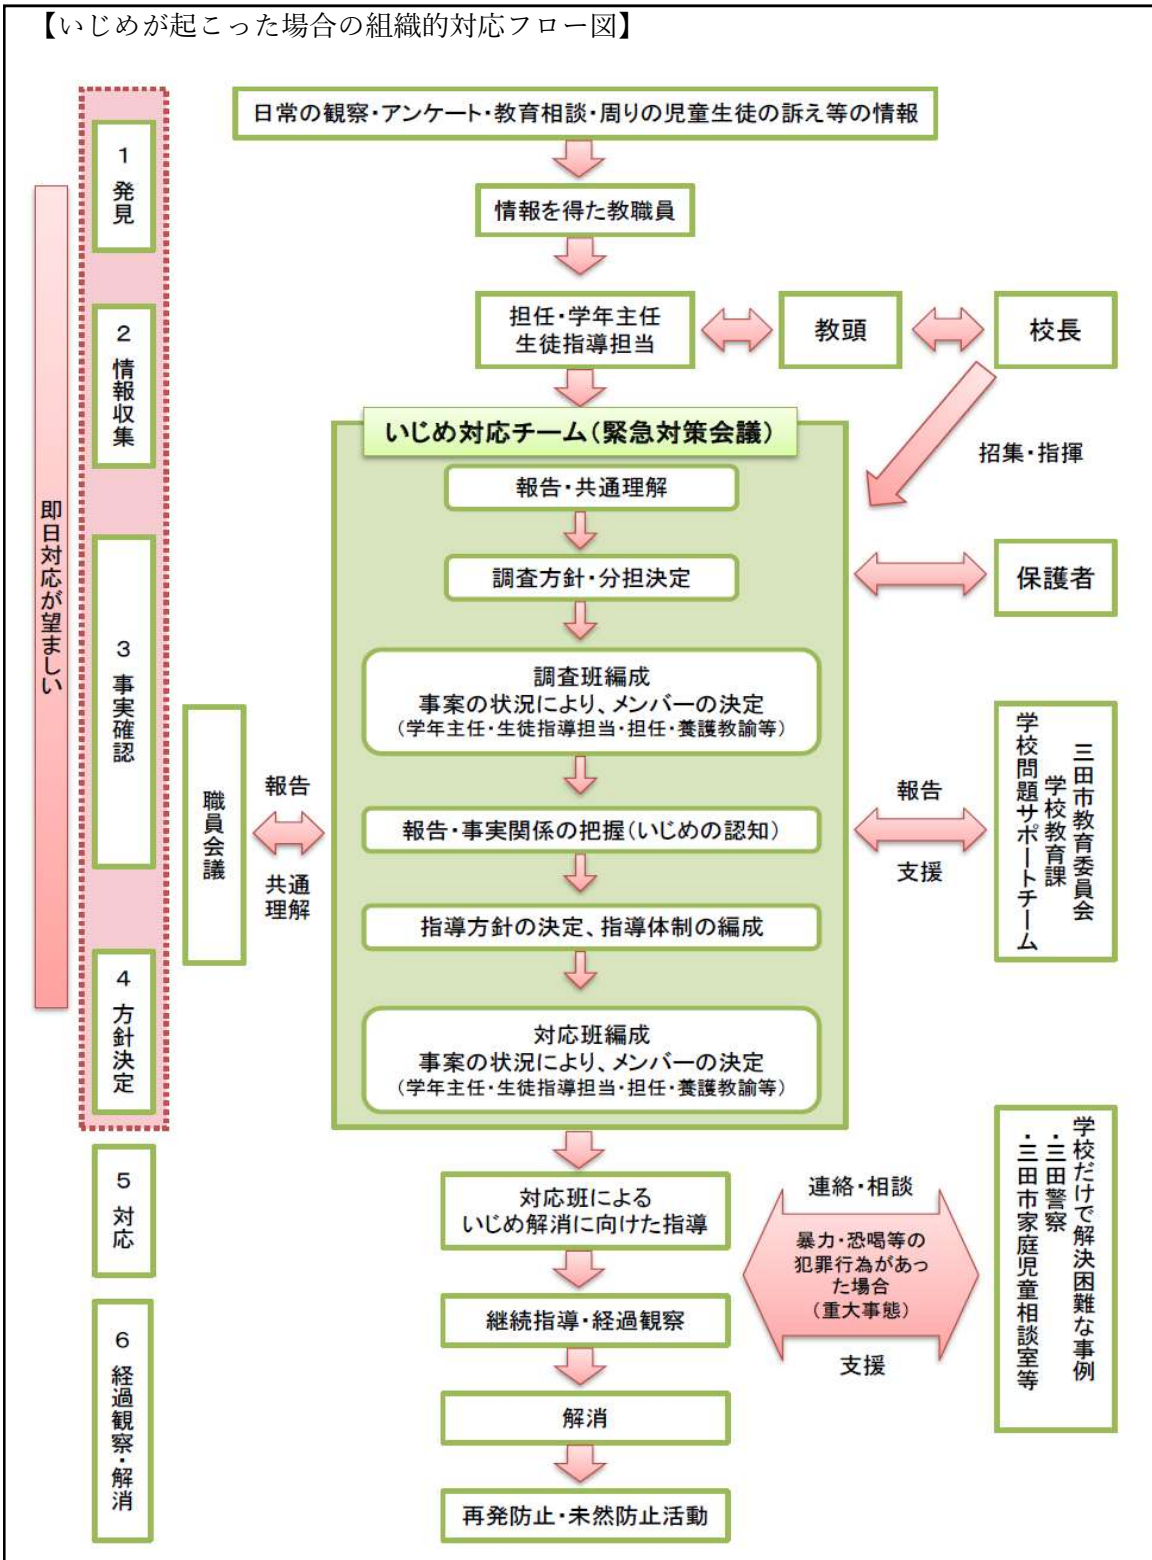 【いじめが起こった場合の組織的対応フロー図】
日常の観察・アンケート・教育相談・周りの児童生徒の訴え等の情報
1 発見
情報を得た教職員
2 情報収集
担任・学年主任
生徒指導担当
教頭
校長
招集・指揮
いじめ対応チーム（緊急対策会議）
報告・共通理解
即日対応が望ましい
3 事実確認
調査方針・分担決定
保護者
調査班編成
事案の状況により、メンバーの決定
（学年主任・生徒指導担当・担任・養護教諭等）
職員会議
報告
共通
理解
報告・事実関係の把握（いじめの認知）
報告
支援
三田市教育委員会
学校教育課
学校問題サポートチーム
指導方針の決定、指導体制の編成
4 方針決定
対応班編成
事案の状況により、メンバーの決定
（学年主任・生徒指導担当・担任・養護教諭等）
5 対応
対応班による
いじめ解消に向けた指導
連絡・相談
暴力・恐喝等の
犯罪行為があっ
た場合
（重大事態）
支援
学校だけで解決困難な事例
・三田警察
・三田市家庭児童相談室等
6 経過観察・解消
継続指導・経過観察
解消
再発防止・未然防止活動